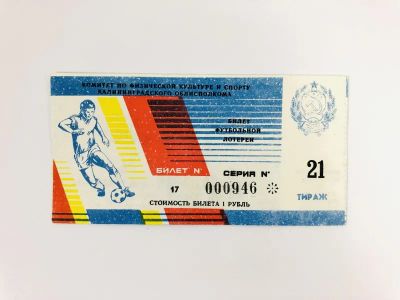 КОМИТЕТ ПО ФИЗИЧЕСКОЙ КУЛЬТУРЕ И СПОРТУ
КАЛИНИНГРАДСКОГО ОБЛИСПОЛКОМА
БИЛЕТ
ФУТБОЛЬНОЙ
ЛОТЕРЕИ
БИЛЕТ № СЕРИЯ №
17 000946 21
ТИРАЖ
СТОИМОСТЬ БИЛЕТА 1 РУБЛЬ